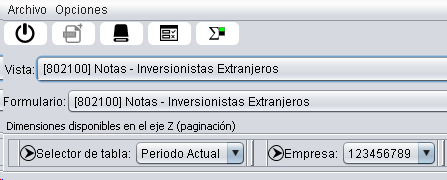 Archivo Opciones
Vista: [802100] Notas - Inversionistas Extranjeros
Formulario: [802100] Notas - Inversionistas Extranjeros
Dimensiones disponibles en el eje Z (paginación)
Selector de tabla: Periodo Actual Empresa: 123456789